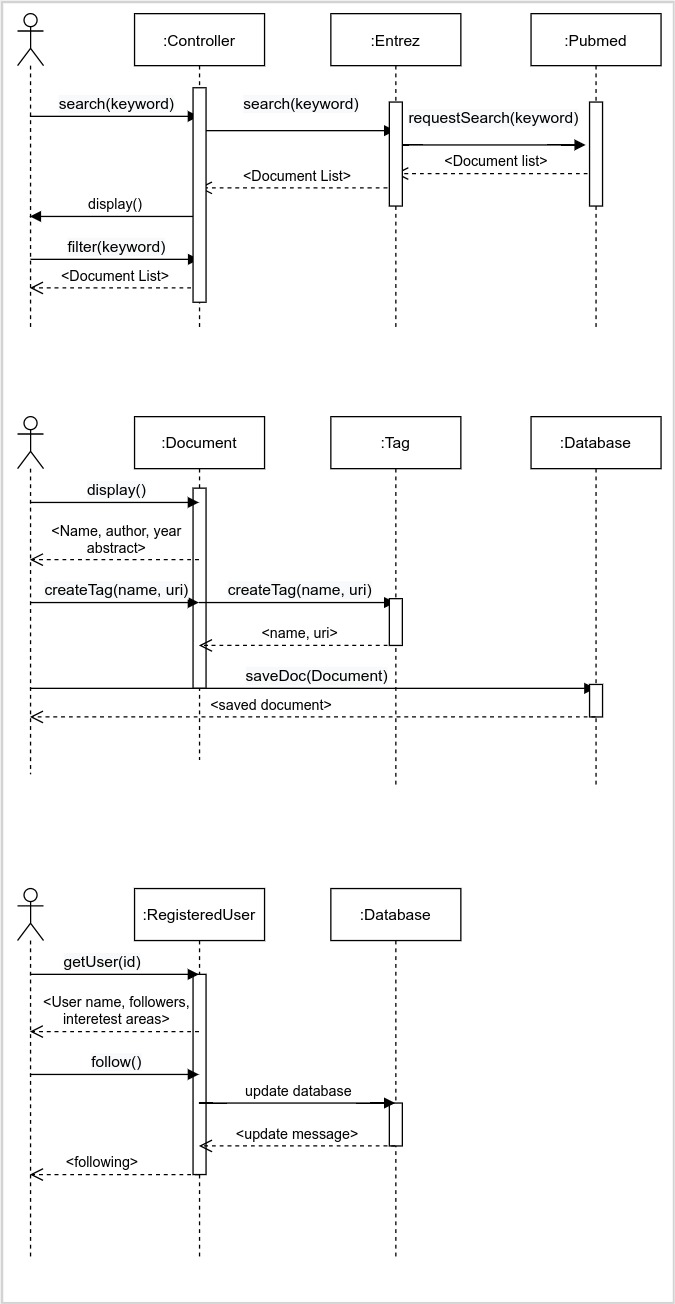 :Controller
:Entrez
:Pubmed
search(keyword)
search(keyword)
requestSearch(keyword)
<Document list>
<Document List>
display()
filter(keyword)
<Document List>
:Document
:Tag
:Database
display()
<Name, author, year
abstract>
createTag(name, uri)
createTag(name, uri)
<name, uri>
saveDoc(Document)
<saved document>
:RegisteredUser
:Database
getUser(id)
<User name, followers,
interetest areas>
follow()
update database
<update message>
<following>